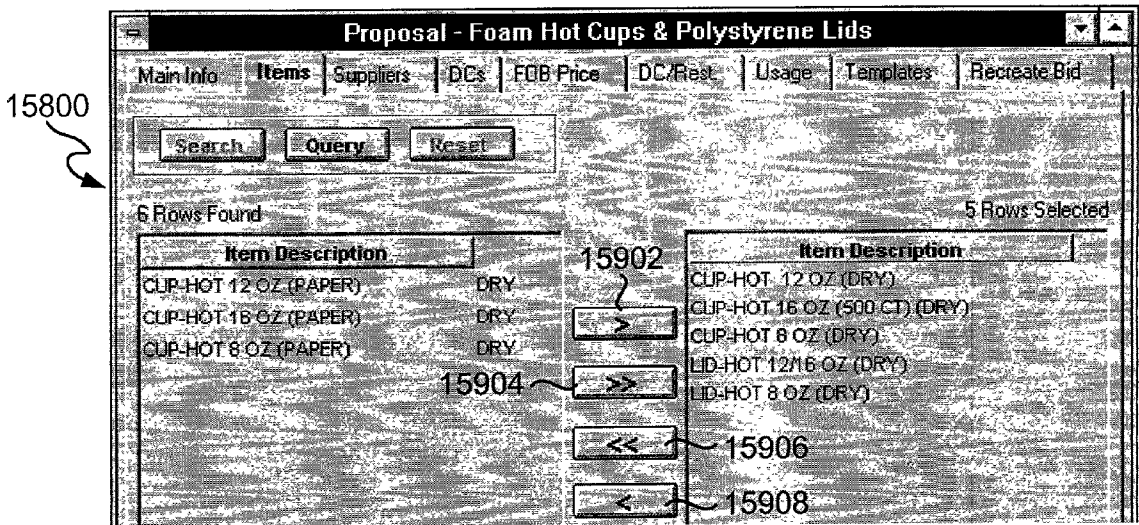 Proposal - Foam Hot Cups & Polystyrene Lids
Main Info Items Suppliers DCs FOB Price DC/Rest. Usage Templates Recreate Bid
15800
Search Query Reset
6 Rows Found 5 Rows Selected
Item Description Item Description
15902
CUP-HOT 12 OZ (PAPER) DRY CUP-HOT 12 OZ (DRY)
CUP-HOT 16 OZ (PAPER) DRY > CUP-HOT 16 OZ (500 CT) (DRY)
CUP-HOT 8 OZ (PAPER) DRY CUP-HOT 8 OZ (DRY)
LID-HOT 12/16 OZ (DRY)
15904 >> LID-HOT 8 OZ (DRY)
<< 15906
< 15908